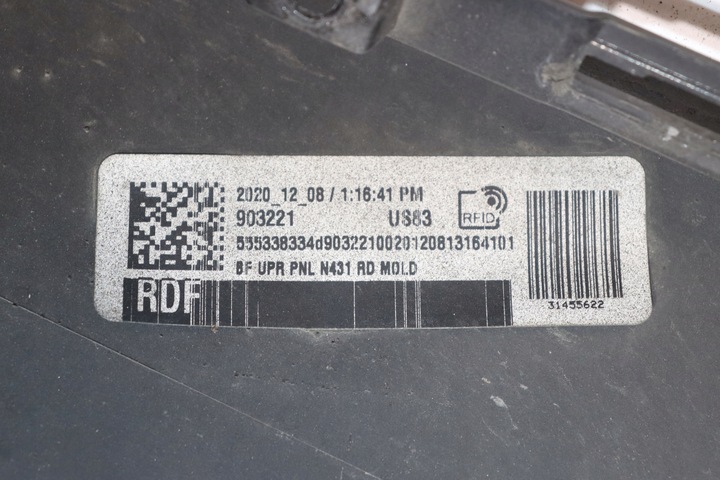 2020_12_08 / 1:16:41 PM
903221 US83
RFID
555338334d9032210020120813164101
BF UPR PNL N431 RD MOLD
RDF
31455622